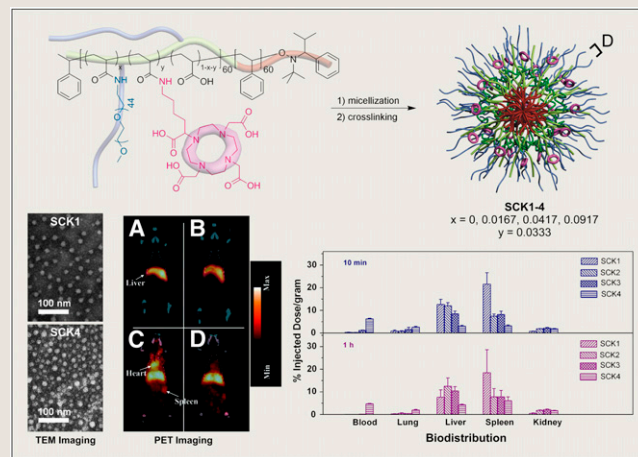 NH
O
NH
O
OH
x
y
1-x-y
60
60
O
N
44
O
O
HO
O
O
OH
N
N
N
N
HO
O
O
OH
1) micellization
2) crosslinking
D
SCK1-4
x = 0, 0.0167, 0.0417, 0.0917
y = 0.0333
SCK1
100 nm
SCK4
100 nm
TEM Imaging
A
B
Liver
C
D
Heart
Spleen
PET Imaging
Max
Min
% Injected Dose/gram
30
20
10
0
10 min
SCK1
SCK2
SCK3
SCK4
30
20
10
0
1 h
SCK1
SCK2
SCK3
SCK4
Blood Lung Liver Spleen Kidney
Biodistribution